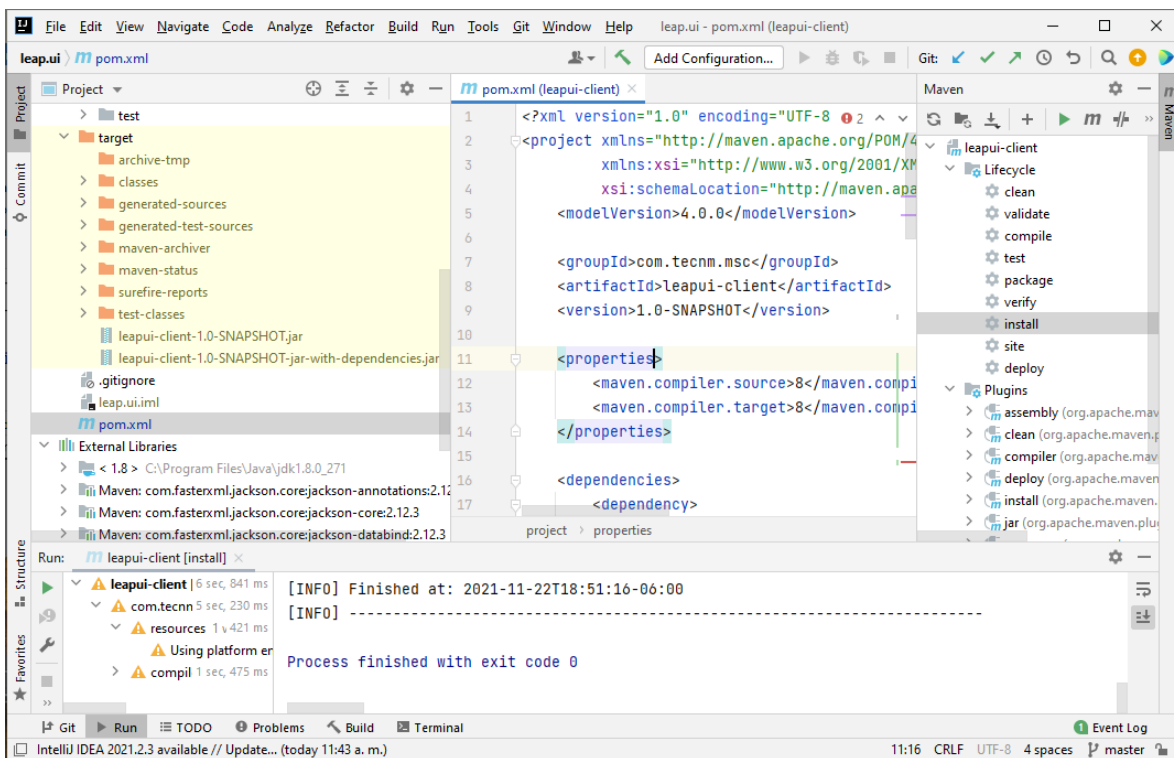 File Edit View Navigate Code Analyze Refactor Build Run Tools Git Window Help leap.ui - pom.xml (leapui-client)
leap.ui pom.xml Add Configuration... Git:
Project
Project
Commit
Structure
Favorites
test
target
archive-tmp
classes
generated-sources
generated-test-sources
maven-archiver
maven-status
surefire-reports
test-classes
leapui-client-1.0-SNAPSHOT.jar
leapui-client-1.0-SNAPSHOT-jar-with-dependencies.jar
.gitignore
leap.ui.iml
pom.xml
External Libraries
< 1.8 > C:\Program Files\Java\jdk1.8.0_271
Maven: com.fasterxml.jackson.core:jackson-annotations:2.12
Maven: com.fasterxml.jackson.core:jackson-core:2.12.3
Maven: com.fasterxml.jackson.core:jackson-databind:2.12.3
pom.xml (leapui-client)
1 <?xml version="1.0" encoding="UTF-8 2
2 <project xmlns="http://maven.apache.org/POM/4
3 xmlns:xsi="http://www.w3.org/2001/XM
4 xsi:schemaLocation="http://maven.apa
5 <modelVersion>4.0.0</modelVersion>
6
7 <groupId>com.tecnm.msc</groupId>
8 <artifactId>leapui-client</artifactId>
9 <version>1.0-SNAPSHOT</version>
10
11 <properties>
12 <maven.compiler.source>8</maven.compi
13 <maven.compiler.target>8</maven.compi
14 </properties>
15
16 <dependencies>
17 <dependency>
project > properties
Maven
Maven
leapui-client
Lifecycle
clean
validate
compile
test
package
verify
install
site
deploy
Plugins
assembly (org.apache.mav
clean (org.apache.maven.p
compiler (org.apache.mav
deploy (org.apache.maven
install (org.apache.maven.
jar (org.apache.maven.plu
Run: leapui-client [install]
leapui-client 6 sec, 841 ms
com.tecnn 5 sec, 230 ms
resources 1 421 ms
Using platform er
compil 1 sec, 475 ms
[INFO] Finished at: 2021-11-22T18:51:16-06:00
[INFO] ------------------------------------------------------------------------
Process finished with exit code 0
Git Run TODO Problems Build Terminal 1 Event Log
IntelliJ IDEA 2021.2.3 available // Update... (today 11:43 a. m.) 11:16 CRLF UTF-8 4 spaces master